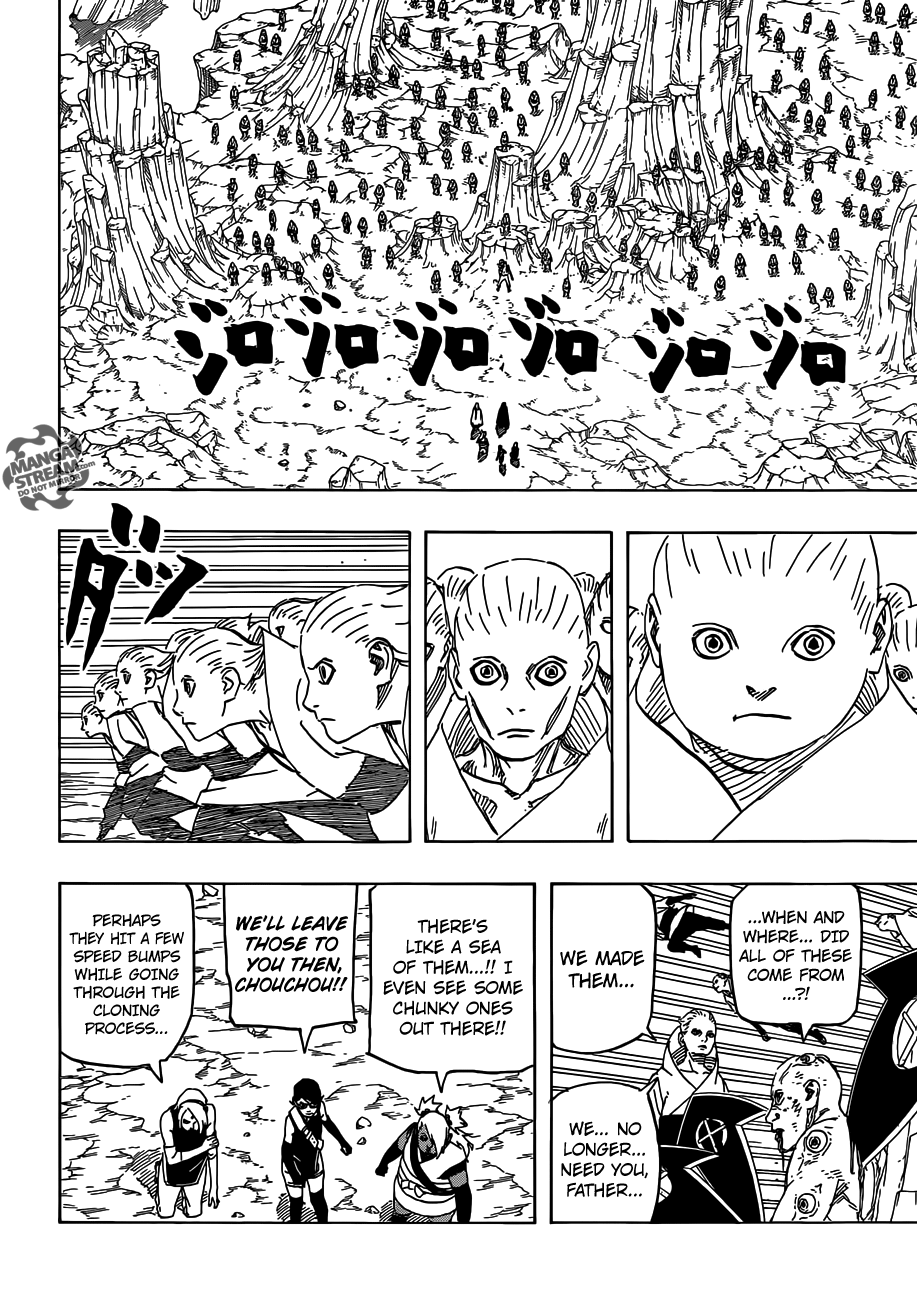 ゾロゾロゾロゾロゾロゾロ
MANGA
STREAM.com
DO NOT MIRROR
ダッ
...WHEN AND
WHERE... DID
ALL OF THESE
COME FROM
...?!
WE MADE
THEM...
WE... NO
LONGER...
NEED YOU,
FATHER...
THERE'S
LIKE A SEA
OF THEM...!! I
EVEN SEE SOME
CHUNKY ONES
OUT THERE!!
WE'LL LEAVE
THOSE TO
YOU THEN,
CHOUCHOU!!
PERHAPS
THEY HIT A FEW
SPEED BUMPS
WHILE GOING
THROUGH THE
CLONING
PROCESS...